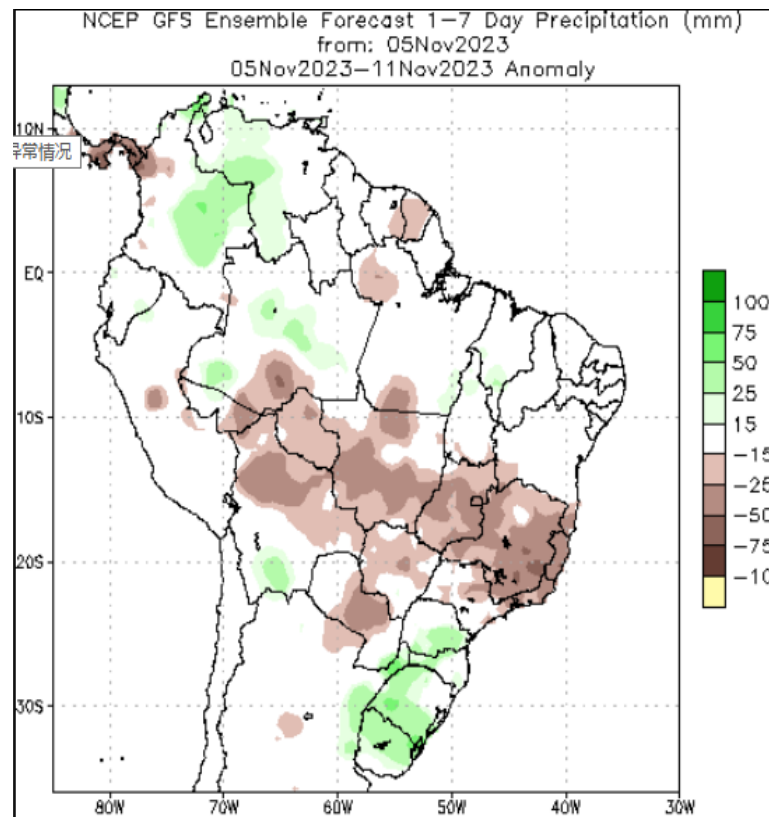 NCEP GFS Ensemble Forecast 1-7 Day Precipitation (mm)
from: 05Nov2023
05Nov2023-11Nov2023 Anomaly
10N
异常情况
EQ
10S
20S
30S
80W 70W 60W 50W 40W 30W
100
75
50
25
15
-15
-25
-50
-75
-10